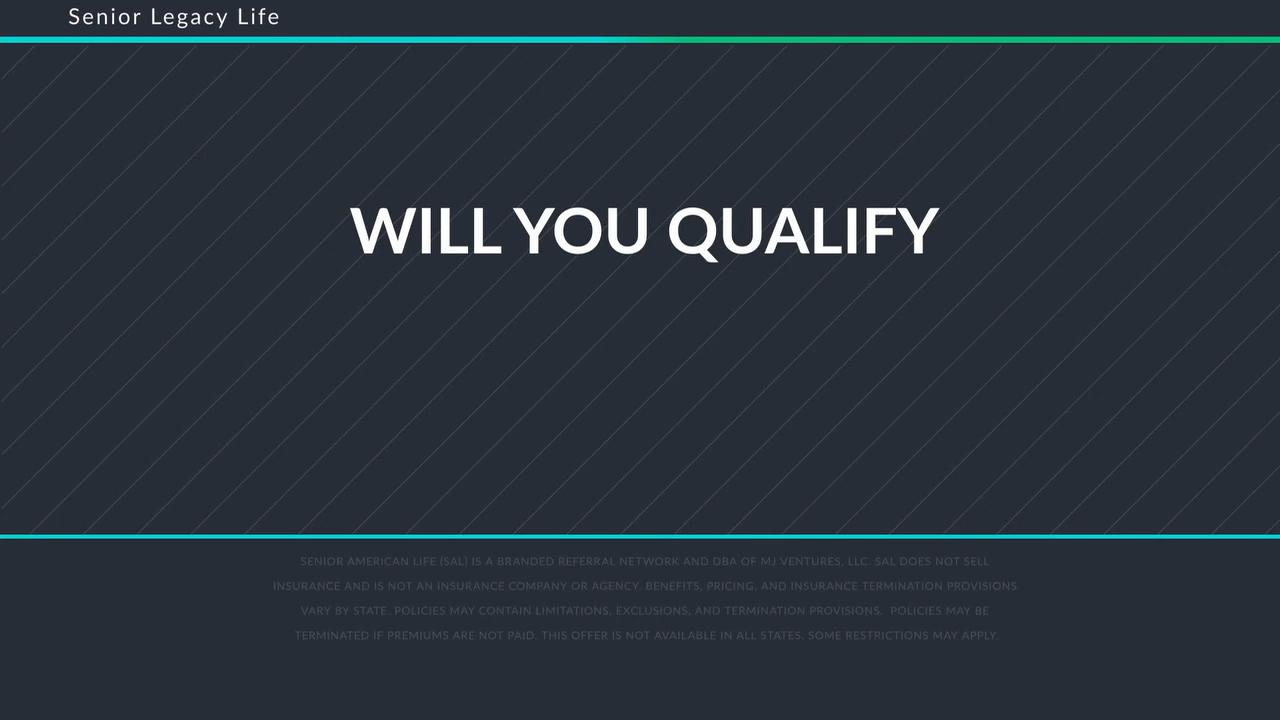 Senior Legacy Life
WILL YOU QUALIFY
SENIOR AMERICAN LIFE (SAL) IS A BRANDED REFERRAL NETWORK AND DBA OF MJ VENTURES, LLC. SAL DOES NOT SELL
INSURANCE AND IS NOT AN INSURANCE COMPANY OR AGENCY. BENEFITS, PRICING, AND INSURANCE TERMINATION PROVISIONS
VARY BY STATE. POLICIES MAY CONTAIN LIMITATIONS, EXCLUSIONS, AND TERMINATION PROVISIONS. POLICIES MAY BE
TERMINATED IF PREMIUMS ARE NOT PAID. THIS OFFER IS NOT AVAILABLE IN ALL STATES. SOME RESTRICTIONS MAY APPLY.